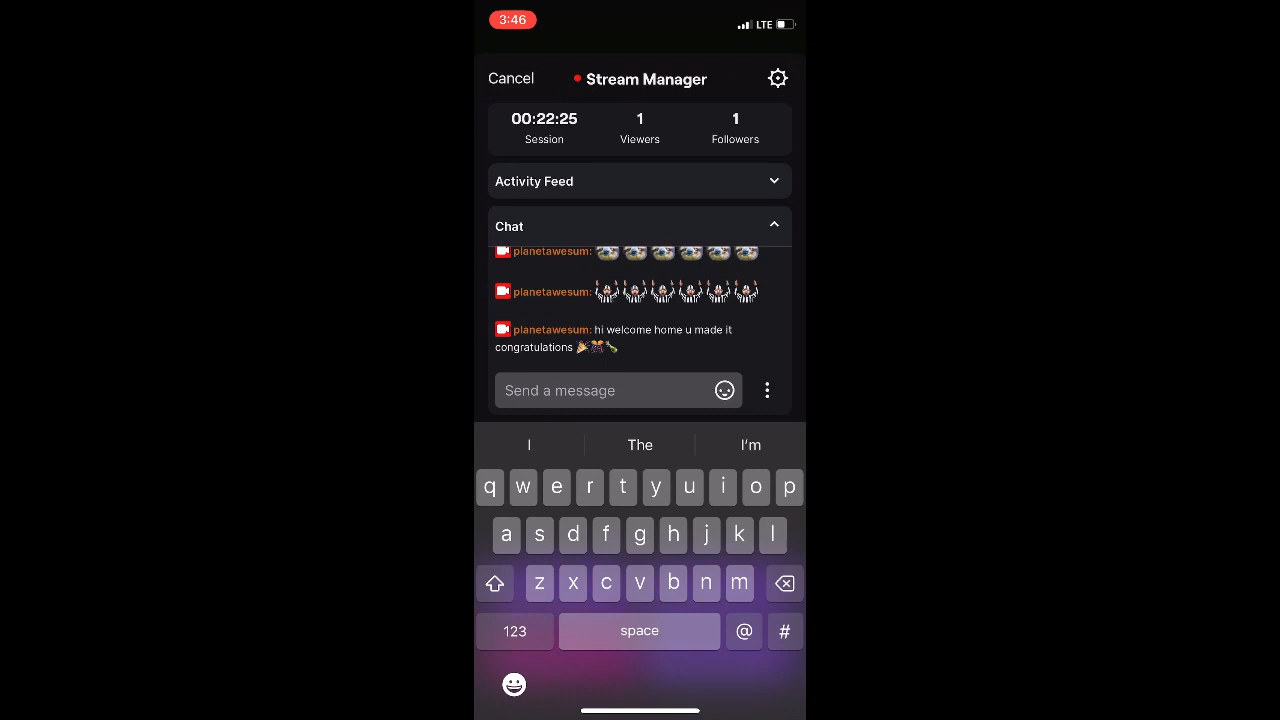 3:46
LTE
Cancel
Stream Manager
00:22:25
1
1
Session
Viewers
Followers
Activity Feed
Chat
planetawesum:
planetawesum:
planetawesum: hi welcome home u made it
congratulations 🎉🎊🍾
Send a message
I
The
I'm
q w e r t y u i o p
a s d f g h j k l
z x c v b n m
123
space
@
#